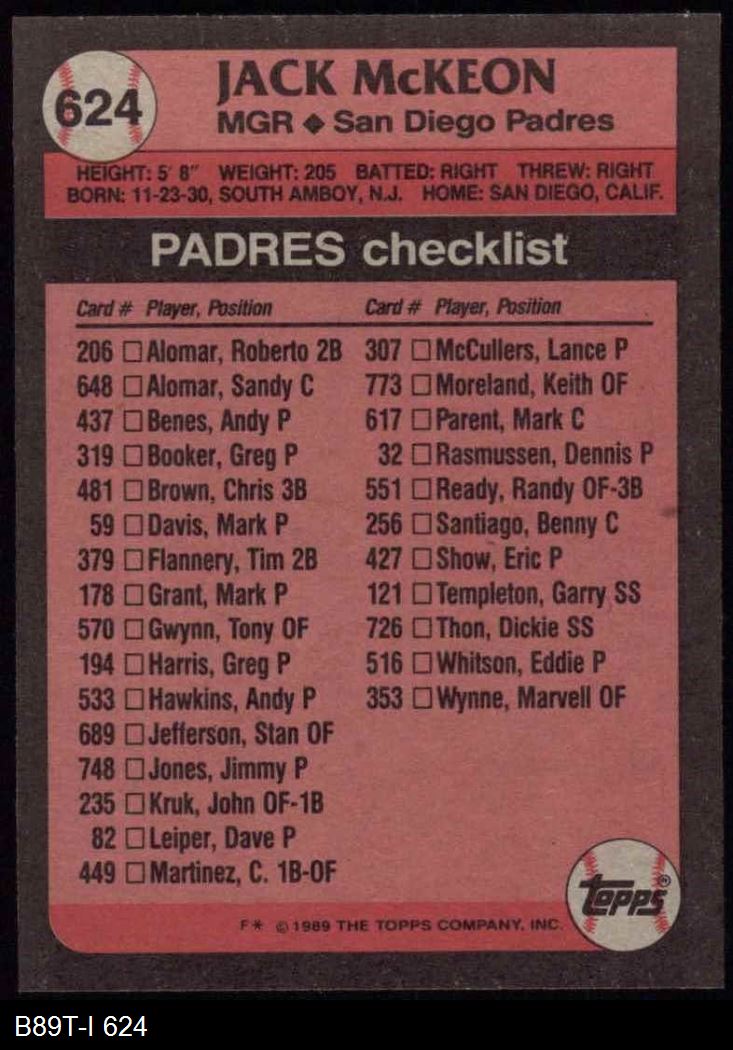 624
JACK McKEON
MGR ◆ San Diego Padres
HEIGHT: 5' 8" WEIGHT: 205 BATTED: RIGHT THREW: RIGHT
BORN: 11-23-30, SOUTH AMBOY, N.J. HOME: SAN DIEGO, CALIF.
PADRES checklist
Card # Player, Position
206 □ Alomar, Roberto 2B
648 □ Alomar, Sandy C
437 □ Benes, Andy P
319 □ Booker, Greg P
481 □ Brown, Chris 3B
59 □ Davis, Mark P
379 □ Flannery, Tim 2B
178 □ Grant, Mark P
570 □ Gwynn, Tony OF
194 □ Harris, Greg P
533 □ Hawkins, Andy P
689 □ Jefferson, Stan OF
748 □ Jones, Jimmy P
235 □ Kruk, John OF-1B
82 □ Leiper, Dave P
449 □ Martinez, C. 1B-OF
Card # Player, Position
307 □ McCullers, Lance P
773 □ Moreland, Keith OF
617 □ Parent, Mark C
32 □ Rasmussen, Dennis P
551 □ Ready, Randy OF-3B
256 □ Santiago, Benny C
427 □ Show, Eric P
121 □ Templeton, Garry SS
726 □ Thon, Dickie SS
516 □ Whitson, Eddie P
353 □ Wynne, Marvell OF
topps®
F* © 1989 THE TOPPS COMPANY, INC.
B89T-I 624